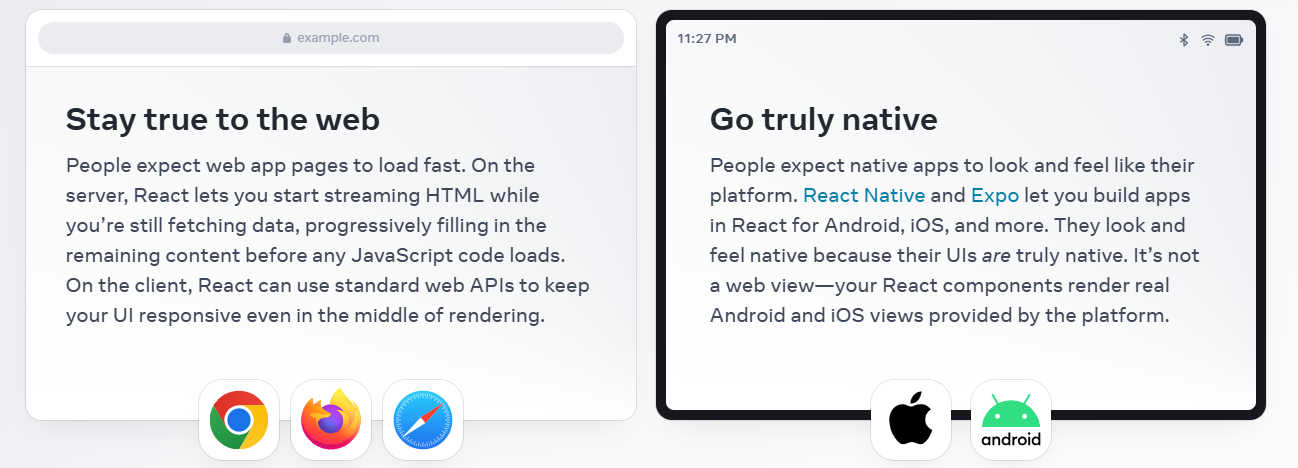 example.com
Stay true to the web
People expect web app pages to load fast. On the
server, React lets you start streaming HTML while
you’re still fetching data, progressively filling in the
remaining content before any JavaScript code loads.
On the client, React can use standard web APIs to keep
your UI responsive even in the middle of rendering.
11:27 PM
Go truly native
People expect native apps to look and feel like their
platform. React Native and Expo let you build apps
in React for Android, iOS, and more. They look and
feel native because their UIs are truly native. It’s not
a web view—your React components render real
Android and iOS views provided by the platform.
android